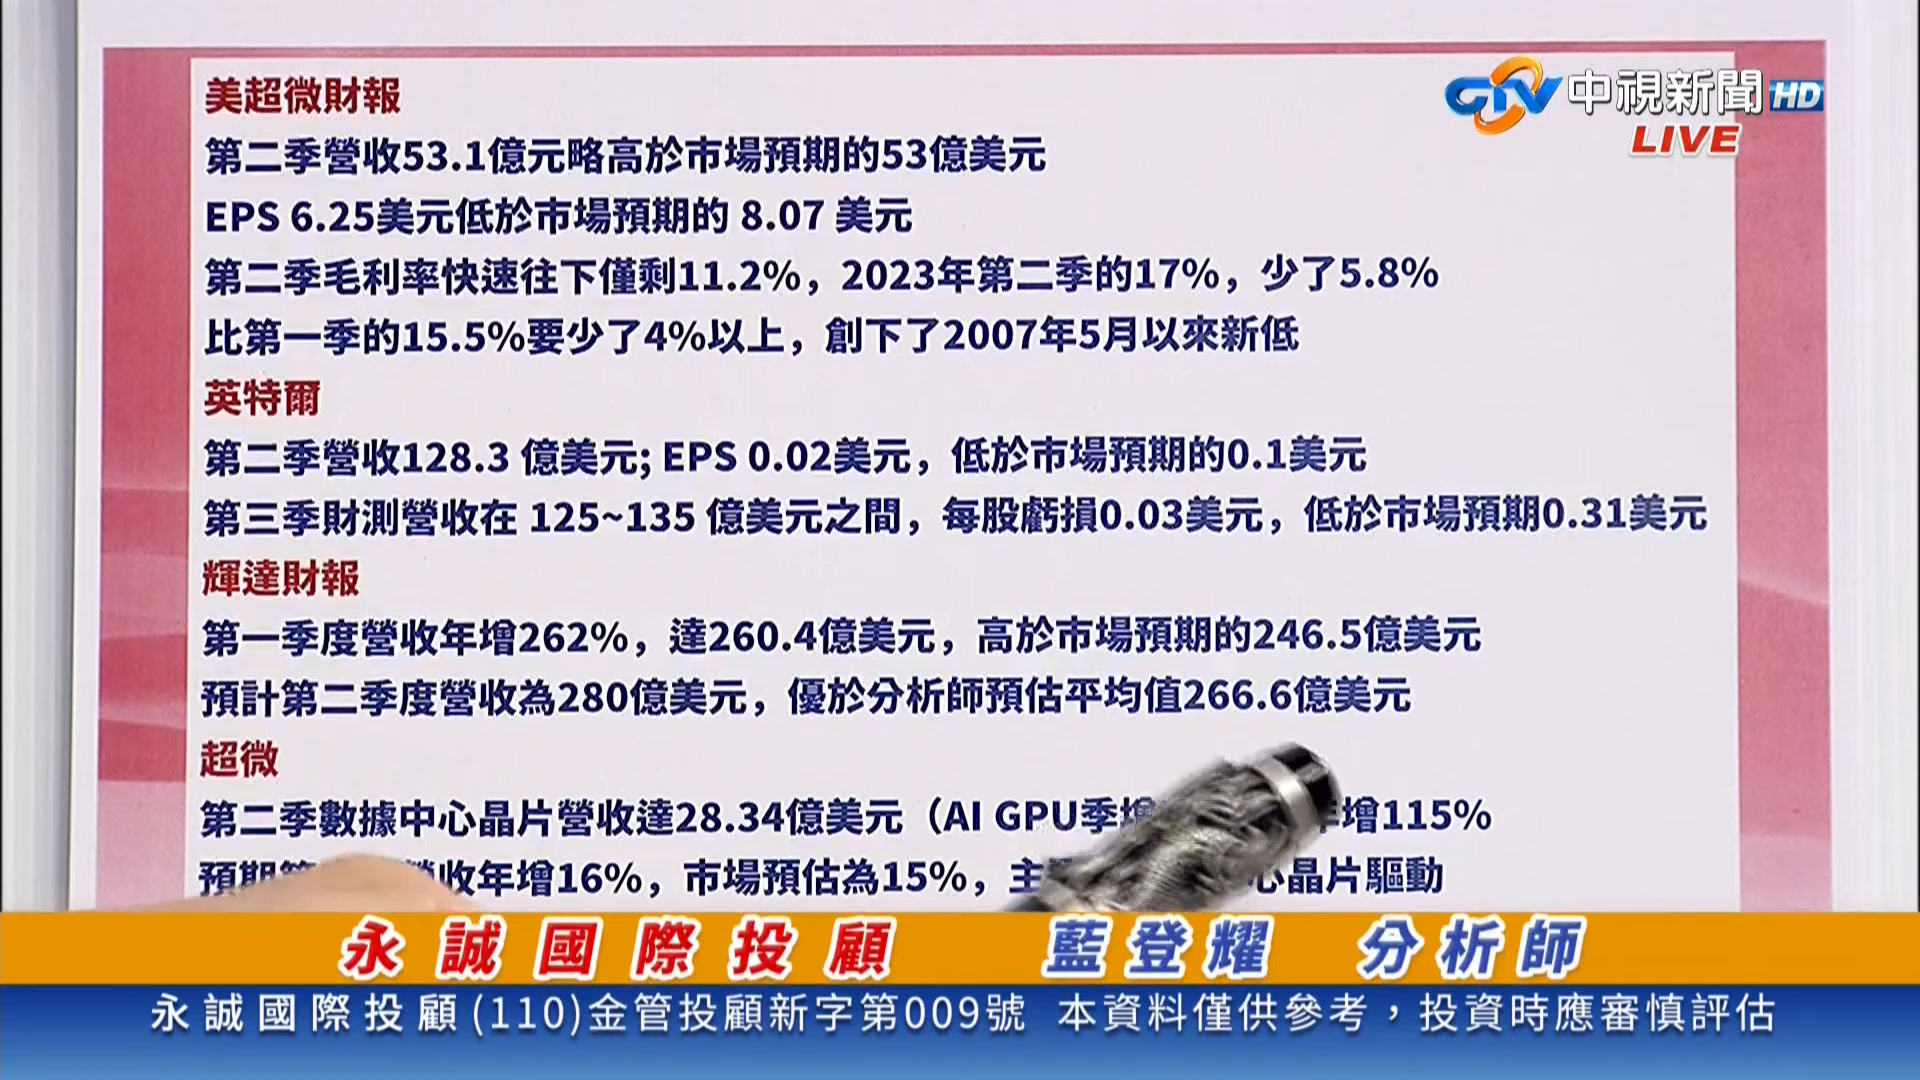 美超微財報
第二季營收53.1億元略高於市場預期的53億美元
EPS 6.25美元低於市場預期的 8.07 美元
第二季毛利率快速往下僅剩11.2%，2023年第二季的17%，少了5.8%
比第一季的15.5%要少了4%以上，創下了2007年5月以來新低
英特爾
第二季營收128.3 億美元; EPS 0.02美元，低於市場預期的0.1美元
第三季財測營收在 125~135 億美元之間，每股虧損0.03美元，低於市場預期0.31美元
輝達財報
第一季度營收年增262%，達260.4億美元，高於市場預期的246.5億美元
預計第二季度營收為280億美元，優於分析師預估平均值266.6億美元
超微
第二季數據中心晶片營收達28.34億美元（AI GPU季增 年增115%
預期 營收年增16%，市場預估為15%，主 心晶片驅動
CTV 中視新聞 HD
LIVE
永誠國際投顧 藍登耀 分析師
永誠國際投顧(110)金管投顧新字第009號 本資料僅供參考，投資時應審慎評估